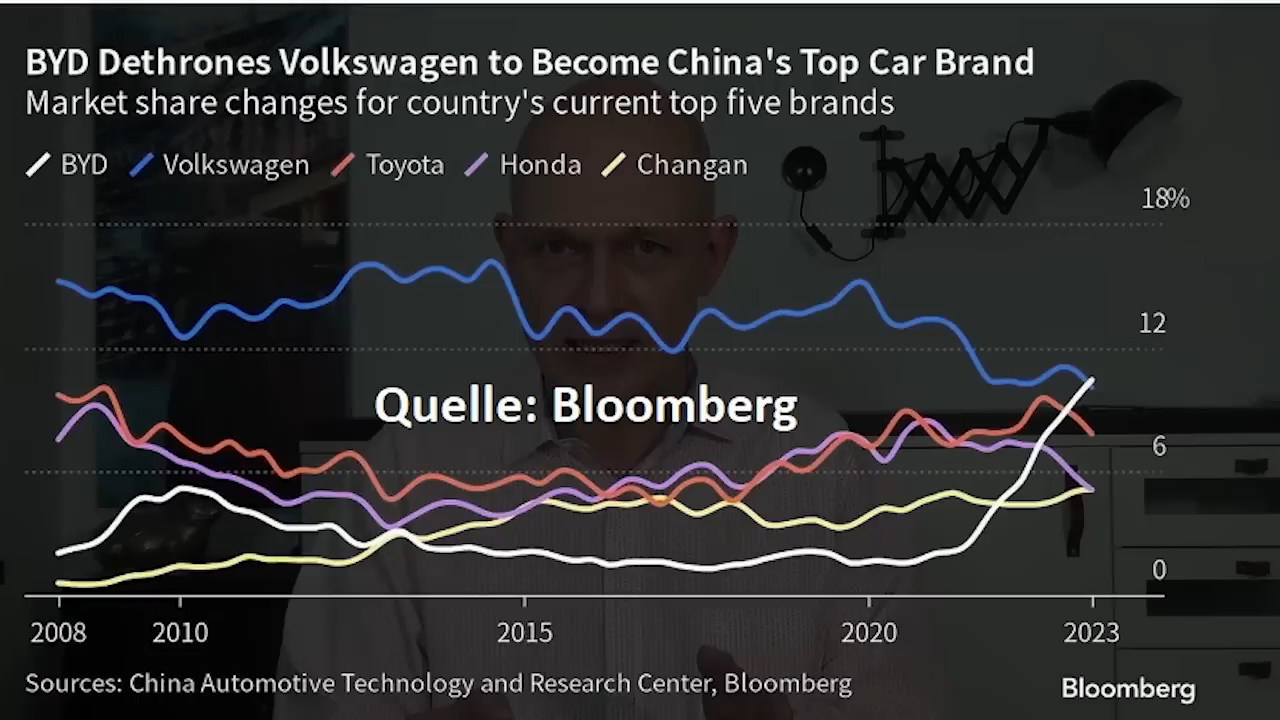 BYD Dethrones Volkswagen to Become China's Top Car Brand
Market share changes for country's current top five brands
BYD Volkswagen Toyota Honda Changan
18%
12
Quelle: Bloomberg
6
0
2008 2010 2015 2020 2023
Sources: China Automotive Technology and Research Center, Bloomberg
Bloomberg